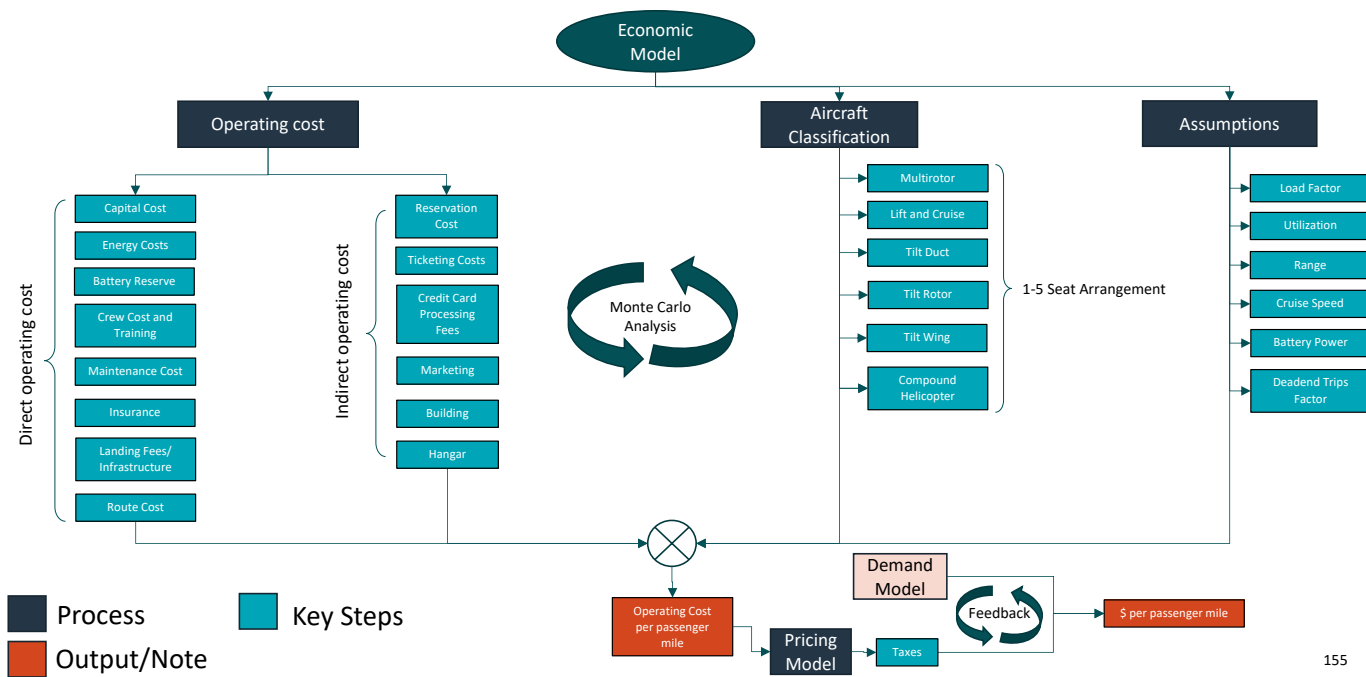 Economic
Model
Operating cost
Aircraft
Classification
Assumptions
Direct operating cost
Capital Cost
Energy Costs
Battery Reserve
Crew Cost and
Training
Maintenance Cost
Insurance
Landing Fees/
Infrastructure
Route Cost
Indirect operating cost
Reservation
Cost
Ticketing Costs
Credit Card
Processing
Fees
Marketing
Building
Hangar
Monte Carlo
Analysis
Multirotor
Lift and Cruise
Tilt Duct
Tilt Rotor
Tilt Wing
Compound
Helicopter
1-5 Seat Arrangement
Load Factor
Utilization
Range
Cruise Speed
Battery Power
Deadend Trips
Factor
Process
Key Steps
Output/Note
Operating Cost
per passenger
mile
Pricing
Model
Taxes
Demand
Model
Feedback
$ per passenger mile
155